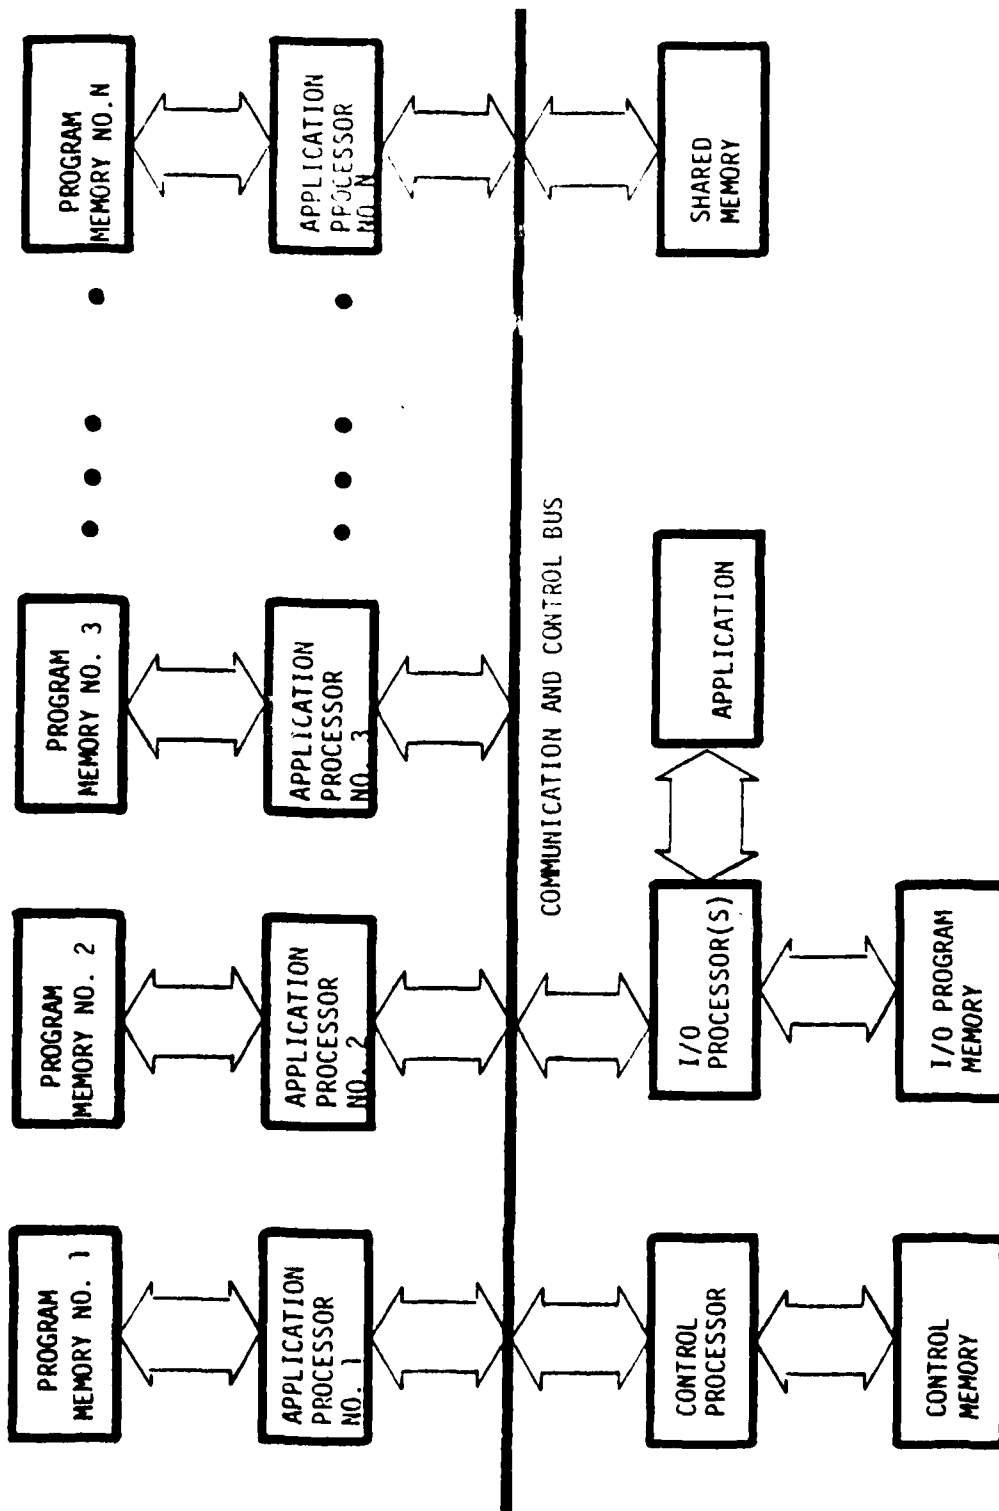 PROGRAM
MEMORY NO. 1
PROGRAM
MEMORY NO. 2
PROGRAM
MEMORY NO. 3
PROGRAM
MEMORY NO.N
APPLICATION
PROCESSOR
NO. 1
APPLICATION
PROCESSOR
NO. 2
APPLICATION
PROCESSOR
NO. 3
APPLICATION
PROCESSOR
NO.N
COMMUNICATION AND CONTROL BUS
CONTROL
PROCESSOR
I/O
PROCESSOR(S)
APPLICATION
SHARED
MEMORY
CONTROL
MEMORY
I/O PROGRAM
MEMORY